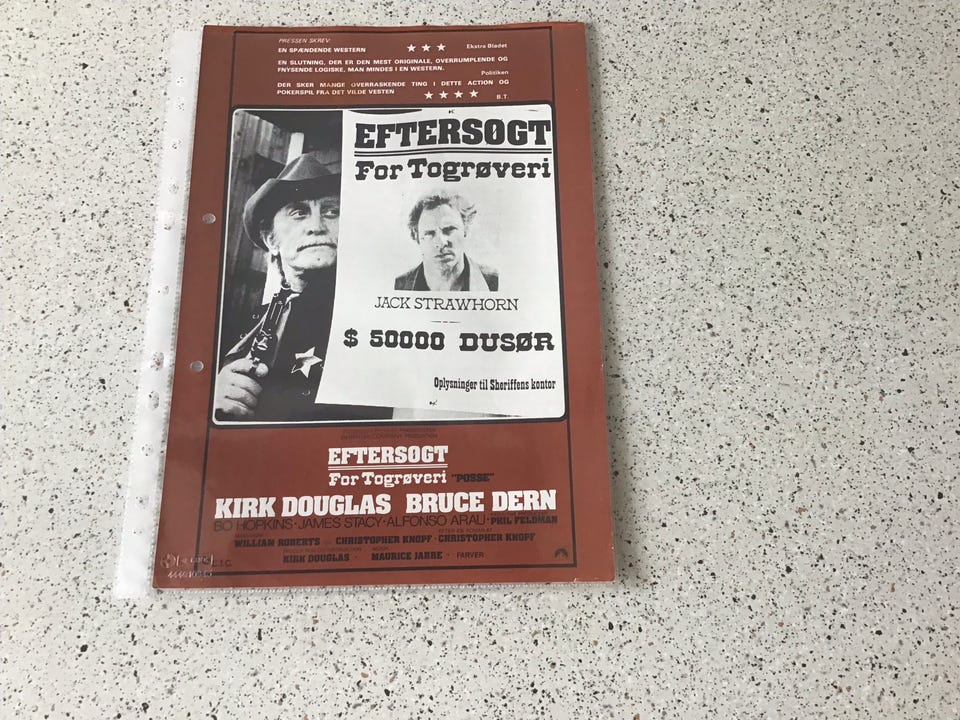 PRESSEN SKREV:
EN SPÆNDENDE WESTERN ★ ★ ★ Ekstra Bladet
EN SLUTNING, DER ER DEN MEST ORIGINALE, OVERRUMPLENDE OG
FNYSENDE LOGISKE, MAN MINDES I EN WESTERN.
Politiken
DER SKER MANGE OVERRASKENDE TING I DETTE ACTION OG
POKERSPIL FRA DET VILDE VESTEN ★ ★ ★ ★ B.T.
EFTERSØGT
For Togrøveri
JACK STRAWHORN
$ 50000 DUSØR
Oplysninger til Sheriffens kontor
EFTERSØGT
For Togrøveri "POSSE"
KIRK DOUGLAS BRUCE DERN
BO HOPKINS · JAMES STACY · ALFONSO ARAU · PHIL FELDMAN
WILLIAM ROBERTS CHRISTOPHER KNOPF · CHRISTOPHER KNOPF
KIRK DOUGLAS · MUSIK MAURICE JARRE · FARVER
C.I.C.